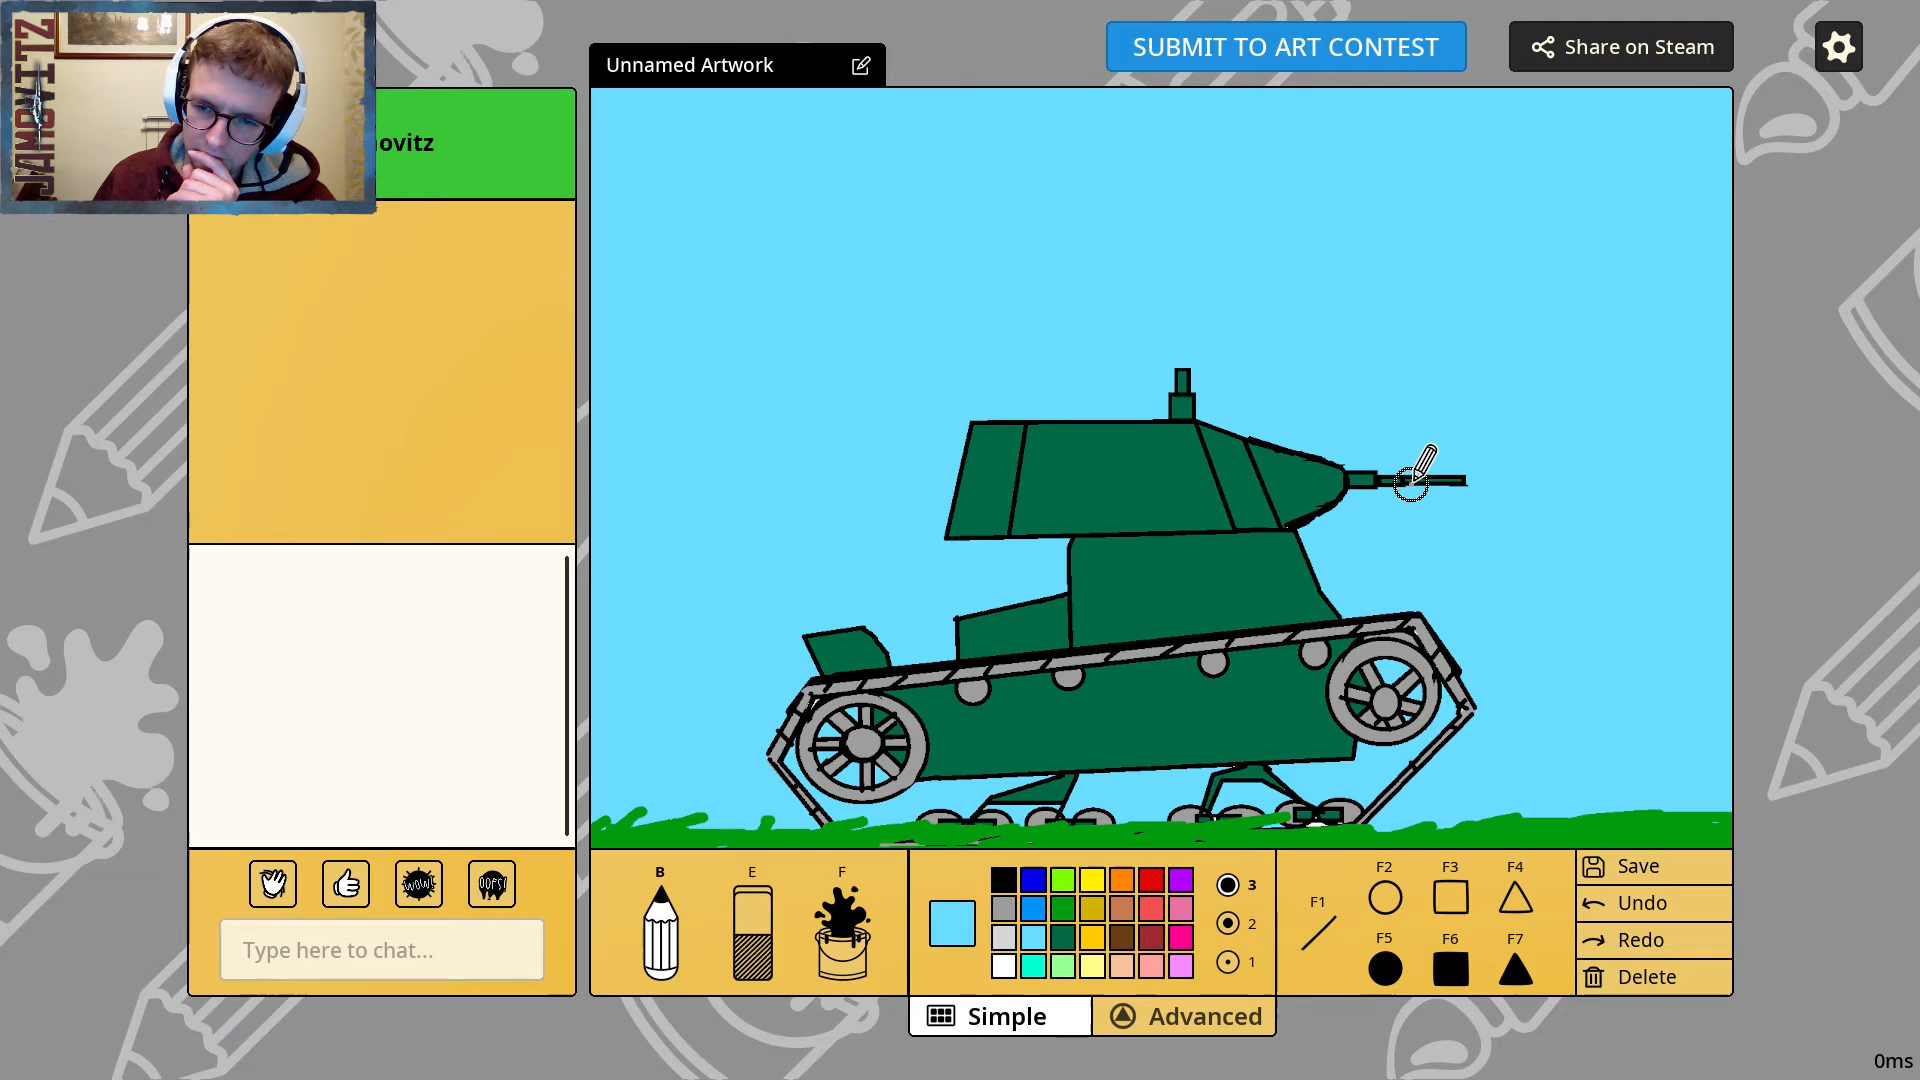 JAMOVITZ
ovitz
Unnamed Artwork
SUBMIT TO ART CONTEST
Share on Steam
WOW!
OOPS!
Type here to chat...
B
E
F
3
2
1
F1
F2
F3
F4
F5
F6
F7
Save
Undo
Redo
Delete
Simple
Advanced
0ms